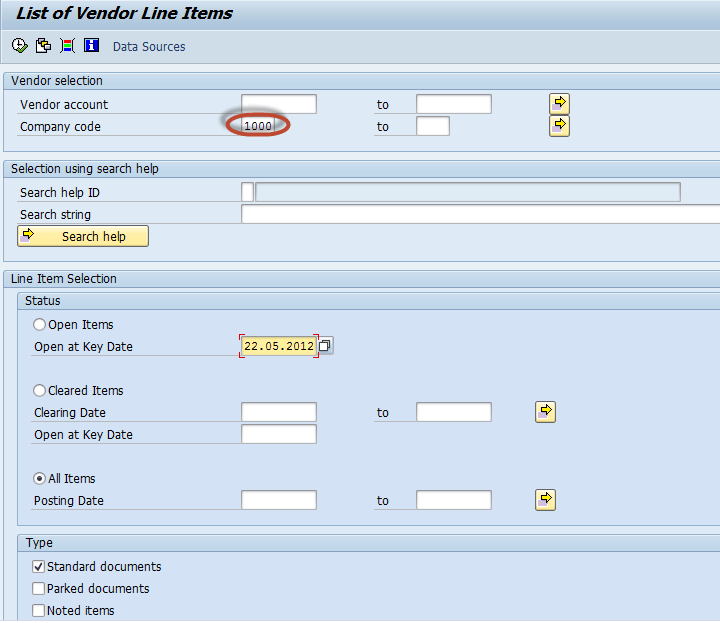 List of Vendor Line Items
Data Sources
Vendor selection
Vendor account to
Company code 1000 to
Selection using search help
Search help ID
Search string
Search help
Line Item Selection
Status
Open Items
Open at Key Date 22.05.2012
Cleared Items
Clearing Date to
Open at Key Date
All Items
Posting Date to
Type
Standard documents
Parked documents
Noted items